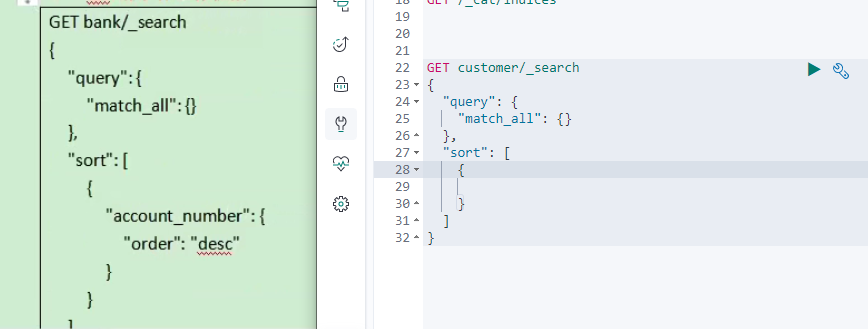 GET bank/_search
{
"query":{
"match_all":{}
},
"sort":[
{
"account_number":{
"order": "desc"
}
}
]
18 GET /_cat/indices
19
20
21
22 GET customer/_search
23 {
24 "query": {
25 "match_all": {}
26 },
27 "sort": [
28 {
29
30 }
31 ]
32 }